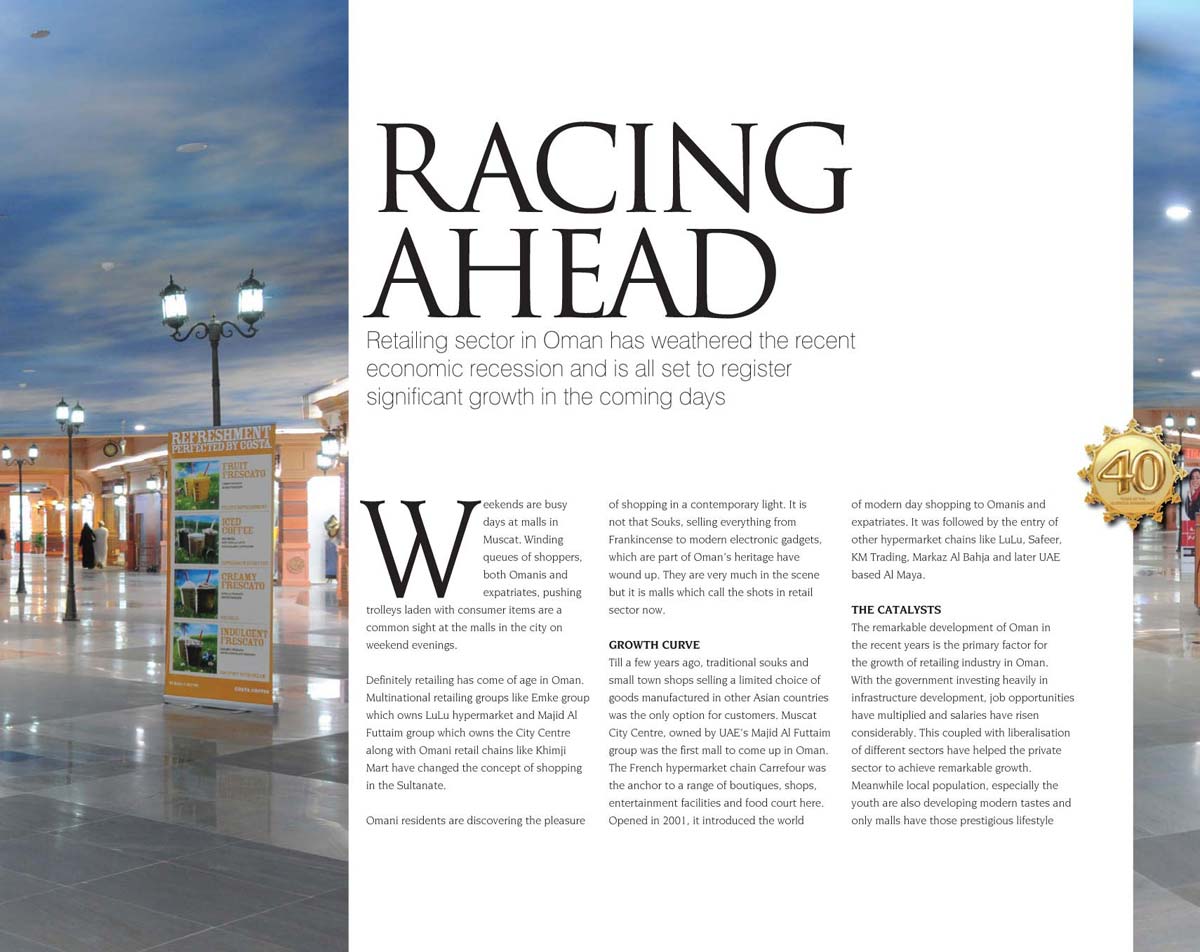 RACING
AHEAD
Retailing sector in Oman has weathered the recent
economic recession and is all set to register
significant growth in the coming days
Weekends are busy
days at malls in
Muscat. Winding
queues of shoppers,
both Omanis and
expatriates, pushing
trolleys laden with consumer items are a
common sight at the malls in the city on
weekend evenings.
Definitely retailing has come of age in Oman.
Multinational retailing groups like Emke group
which owns LuLu hypermarket and Majid Al
Futtaim group which owns the City Centre
along with Omani retail chains like Khimji
Mart have changed the concept of shopping
in the Sultanate.
Omani residents are discovering the pleasure
of shopping in a contemporary light. It is
not that Souks, selling everything from
Frankincense to modern electronic gadgets,
which are part of Oman's heritage have
wound up. They are very much in the scene
but it is malls which call the shots in retail
sector now.
GROWTH CURVE
Till a few years ago, traditional souks and
small town shops selling a limited choice of
goods manufactured in other Asian countries
was the only option for customers. Muscat
City Centre, owned by UAE's Majid Al Futtaim
group was the first mall to come up in Oman.
The French hypermarket chain Carrefour was
the anchor to a range of boutiques, shops,
entertainment facilities and food court here.
Opened in 2001, it introduced the world
of modern day shopping to Omanis and
expatriates. It was followed by the entry of
other hypermarket chains like LuLu, Safeer,
KM Trading, Markaz Al Bahja and later UAE
based Al Maya.
THE CATALYSTS
The remarkable development of Oman in
the recent years is the primary factor for
the growth of retailing industry in Oman.
With the government investing heavily in
infrastructure development, job opportunities
have multiplied and salaries have risen
considerably. This coupled with liberalisation
of different sectors have helped the private
sector to achieve remarkable growth.
Meanwhile local population, especially the
youth are also developing modern tastes and
only malls have those prestigious lifestyle
40
REFRESHMENT
PERFECTED BY COSTA
FRUIT
FRESCATO
ICED
COFFEE
CREAMY
FRESCATO
INDULGENT
FRESCATO
COSTA COFFEE